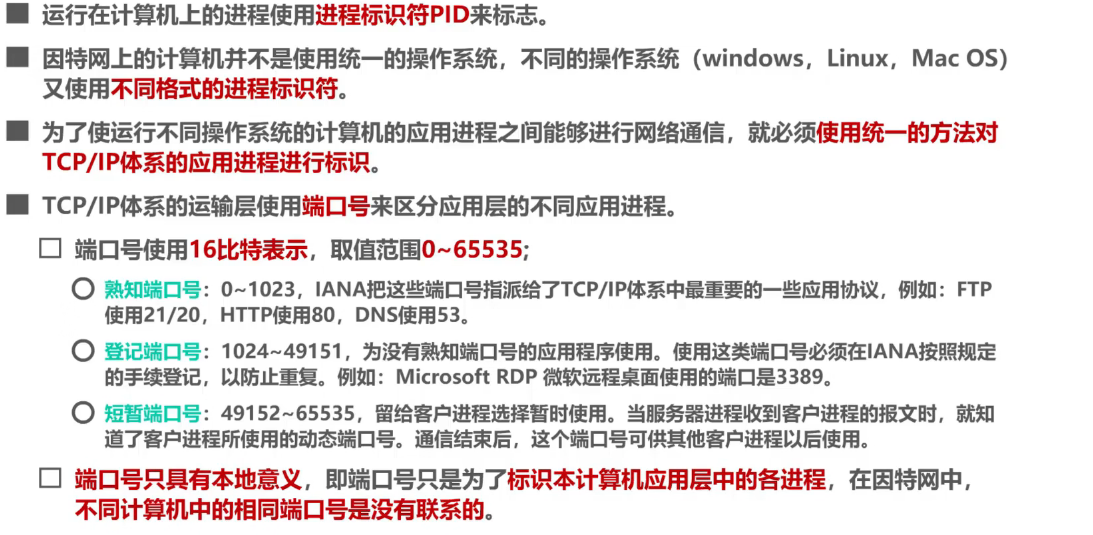 运行在计算机上的进程使用进程标识符PID来标志。
因特网上的计算机并不是使用统一的操作系统，不同的操作系统（windows，Linux，Mac OS）
又使用不同格式的进程标识符。
为了使运行不同操作系统的计算机的应用进程之间能够进行网络通信，就必须使用统一的方法对
TCP/IP体系的应用进程进行标识。
TCP/IP体系的运输层使用端口号来区分应用层的不同应用进程。
端口号使用16比特表示，取值范围0~65535;
熟知端口号：0~1023，IANA把这些端口号指派给了TCP/IP体系中最重要的一些应用协议，例如：FTP
使用21/20，HTTP使用80，DNS使用53。
登记端口号：1024~49151，为没有熟知端口号的应用程序使用。使用这类端口号必须在IANA按照规定
的手续登记，以防止重复。例如：Microsoft RDP 微软远程桌面使用的端口是3389。
短暂端口号：49152~65535，留给客户进程选择暂时使用。当服务器进程收到客户进程的报文时，就知
道了客户进程所使用的动态端口号。通信结束后，这个端口号可供其他客户进程以后使用。
端口号只具有本地意义，即端口号只是为了标识本计算机应用层中的各进程，在因特网中，
不同计算机中的相同端口号是没有联系的。